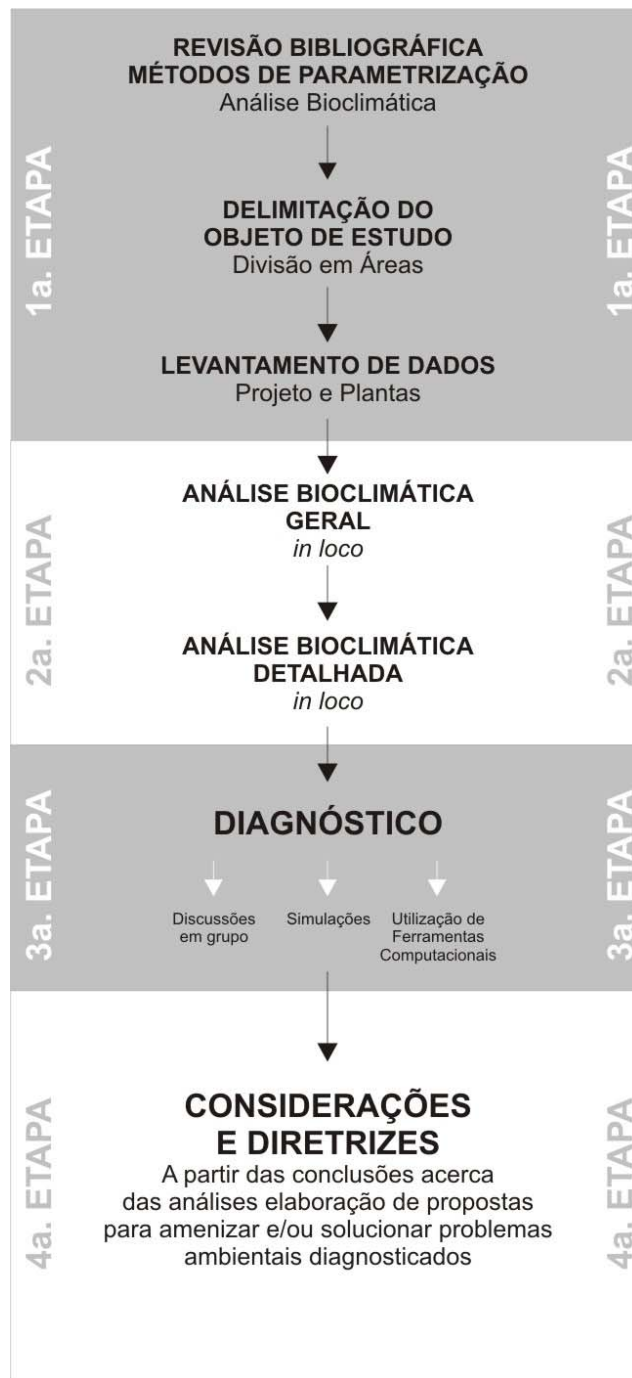 REVISÃO BIBLIOGRÁFICA
MÉTODOS DE PARAMETRIZAÇÃO
Análise Bioclimática
1a. ETAPA
1a. ETAPA
DELIMITAÇÃO DO
OBJETO DE ESTUDO
Divisão em Áreas
LEVANTAMENTO DE DADOS
Projeto e Plantas
ANÁLISE BIOCLIMÁTICA
GERAL
in loco
2a. ETAPA
2a. ETAPA
ANÁLISE BIOCLIMÁTICA
DETALHADA
in loco
3a. ETAPA
3a. ETAPA
DIAGNÓSTICO
Discussões
em grupo
Simulações
Utilização de
Ferramentas
Computacionais
4a. ETAPA
4a. ETAPA
CONSIDERAÇÕES
E DIRETRIZES
A partir das conclusões acerca
das análises elaboração de propostas
para amenizar e/ou solucionar problemas
ambientais diagnosticados